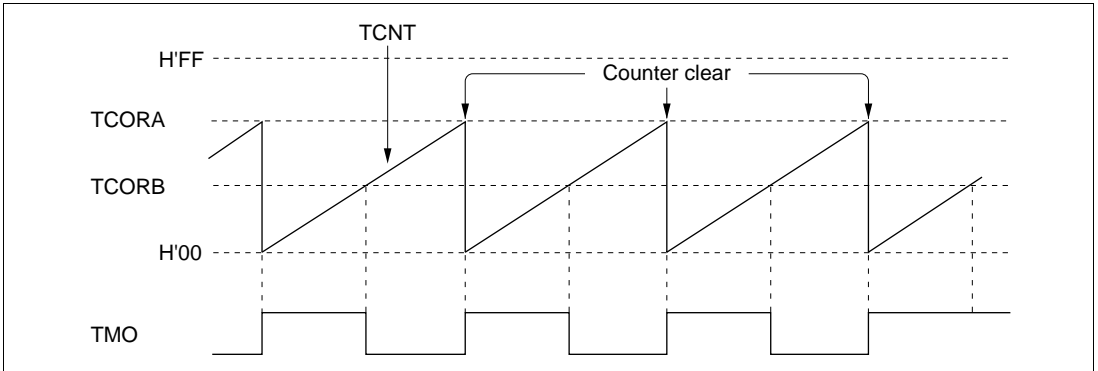 TCNT
H'FF
Counter clear
TCORA
TCORB
H'00
TMO